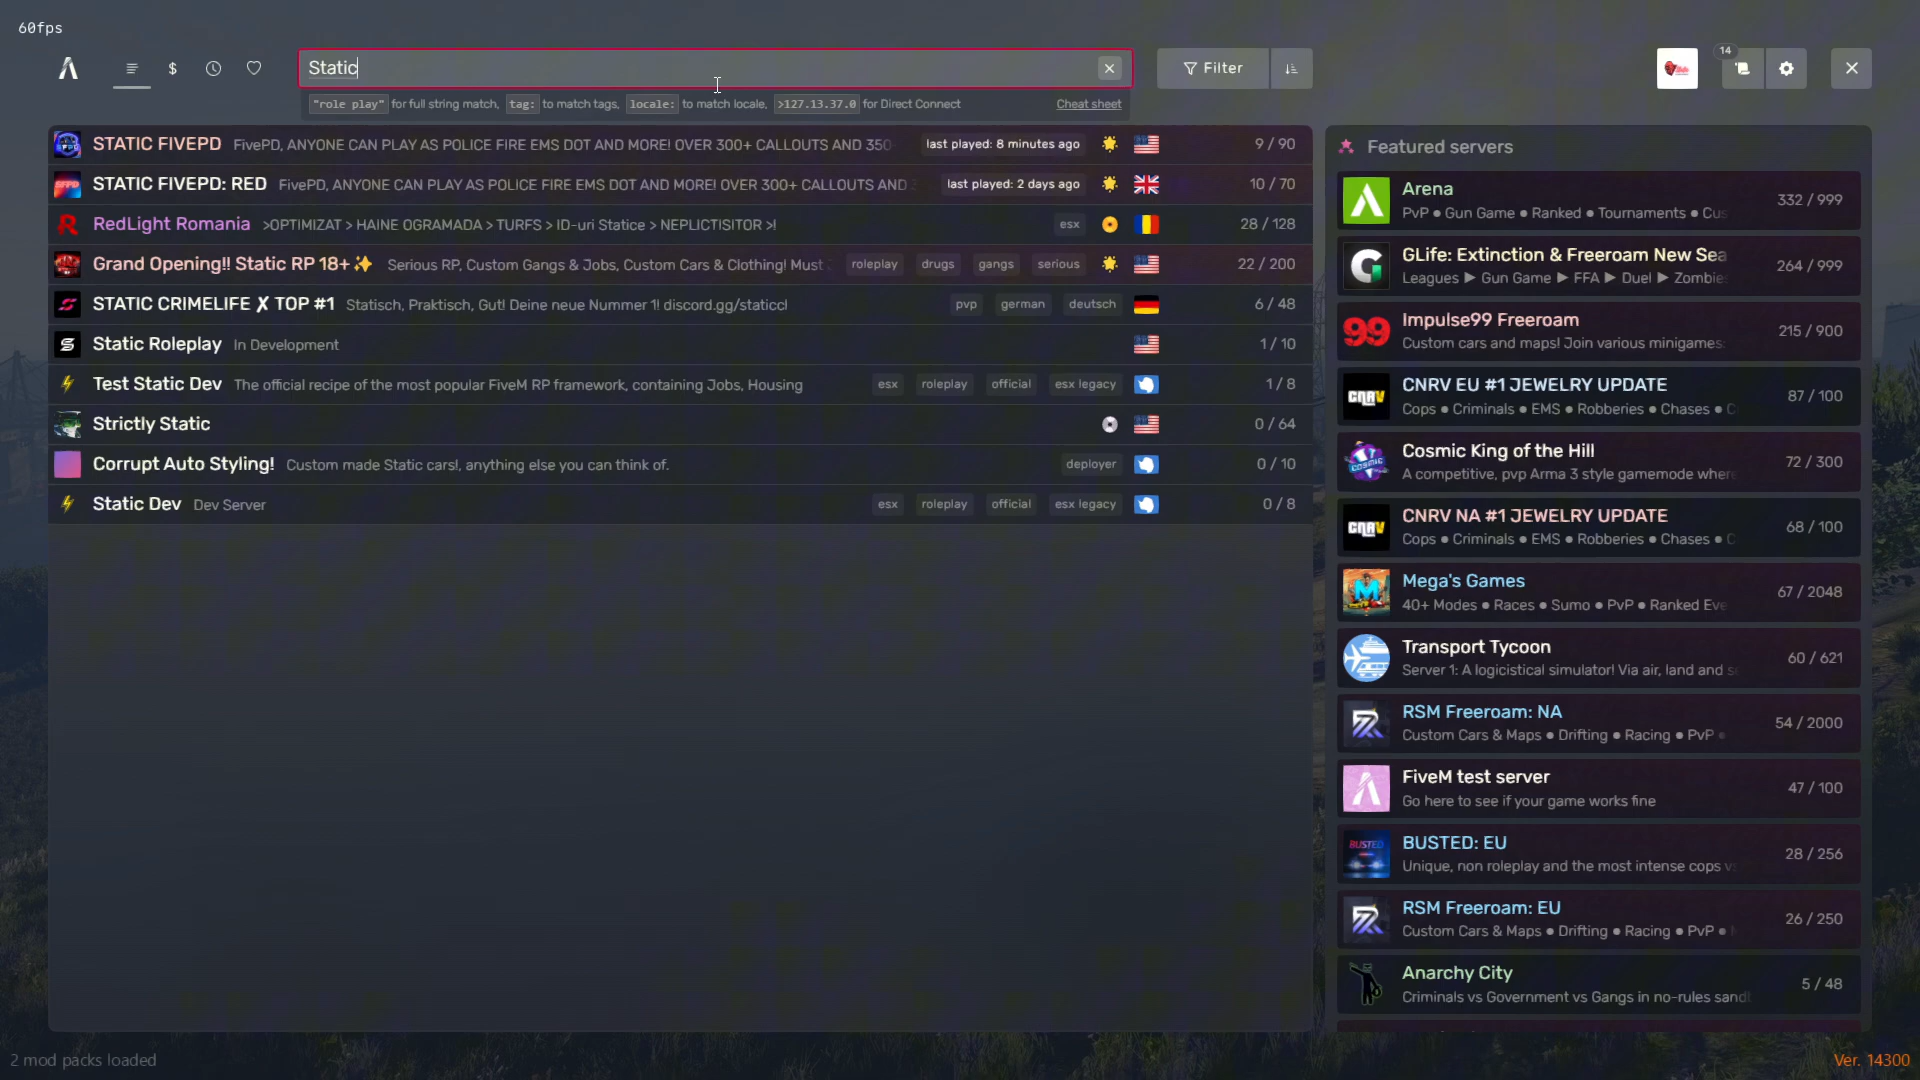 60fps
$
Static
Filter
14
"role play" for full string match, tag: to match tags, locale: to match locale, >127.13.37.0 for Direct Connect
Cheat sheet
STATIC FIVEPD FivePD, ANYONE CAN PLAY AS POLICE FIRE EMS DOT AND MORE! OVER 300+ CALLOUTS AND 350 last played: 8 minutes ago 9 / 90
STATIC FIVEPD: RED FivePD, ANYONE CAN PLAY AS POLICE FIRE EMS DOT AND MORE! OVER 300+ CALLOUTS AND last played: 2 days ago 10 / 70
RedLight Romania >OPTIMIZAT > HAINE OGRAMADA > TURFS > ID-uri Statice > NEPLICTISITOR >! esx 28 / 128
Grand Opening!! Static RP 18+✨ Serious RP, Custom Gangs & Jobs, Custom Cars & Clothing! Must roleplay drugs gangs serious 22 / 200
STATIC CRIMELIFE ✗ TOP #1 Statisch, Praktisch, Gut! Deine neue Nummer 1! discord.gg/staticcl pvp german deutsch 6 / 48
Static Roleplay In Development 1 / 10
Test Static Dev The official recipe of the most popular FiveM RP framework, containing Jobs, Housing esx roleplay official esx legacy 1 / 8
Strictly Static 0 / 64
Corrupt Auto Styling! Custom made Static cars!, anything else you can think of. deployer 0 / 10
Static Dev Dev Server esx roleplay official esx legacy 0 / 8
Featured servers
Arena
PvP ● Gun Game ● Ranked ● Tournaments ● Cus
332 / 999
GLife: Extinction & Freeroam New Sea
Leagues ► Gun Game ► FFA ► Duel ► Zombie
264 / 999
99
Impulse99 Freeroam
Custom cars and maps! Join various minigames:
215 / 900
CNRV
CNRV EU #1 JEWELRY UPDATE
Cops ● Criminals ● EMS ● Robberies ● Chases ● C
87 / 100
COSMIC
Cosmic King of the Hill
A competitive, pvp Arma 3 style gamemode where
72 / 300
CNRV
CNRV NA #1 JEWELRY UPDATE
Cops ● Criminals ● EMS ● Robberies ● Chases ● C
68 / 100
Mega's Games
40+ Modes ● Races ● Sumo ● PvP ● Ranked Eve
67 / 2048
Transport Tycoon
Server 1: A logicistical simulator! Via air, land and s
60 / 621
RSM Freeroam: NA
Custom Cars & Maps ● Drifting ● Racing ● PvP ●
54 / 2000
FiveM test server
Go here to see if your game works fine
47 / 100
BUSTED
BUSTED: EU
Unique, non roleplay and the most intense cops v
28 / 256
RSM Freeroam: EU
Custom Cars & Maps ● Drifting ● Racing ● PvP ●
26 / 250
Anarchy City
Criminals vs Government vs Gangs in no-rules sand
5 / 48
2 mod packs loaded
Ver. 14300